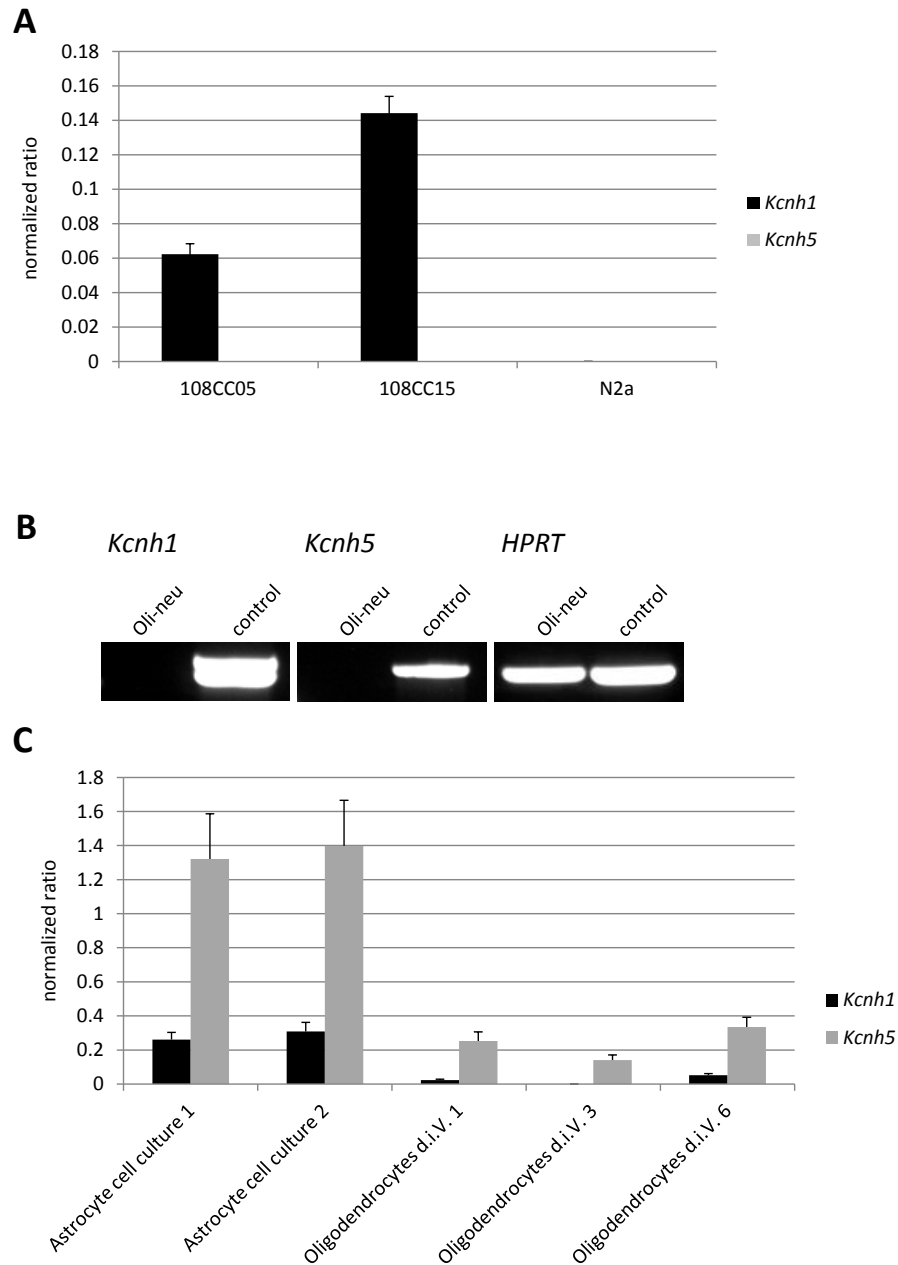 A
0.18
0.16
0.14
0.12
0.1
0.08
0.06
0.04
0.02
0
normalized ratio
108CC05
108CC15
N2a
Kcnh1
Kcnh5
B
Kcnh1
Kcnh5
HPRT
Oli-neu
control
Oli-neu
control
Oli-neu
control
C
1.8
1.6
1.4
1.2
1
0.8
0.6
0.4
0.2
0
normalized ratio
Astrocyte cell culture 1
Astrocyte cell culture 2
Oligodendrocytes d.i.V. 1
Oligodendrocytes d.i.V. 3
Oligodendrocytes d.i.V. 6
Kcnh1
Kcnh5